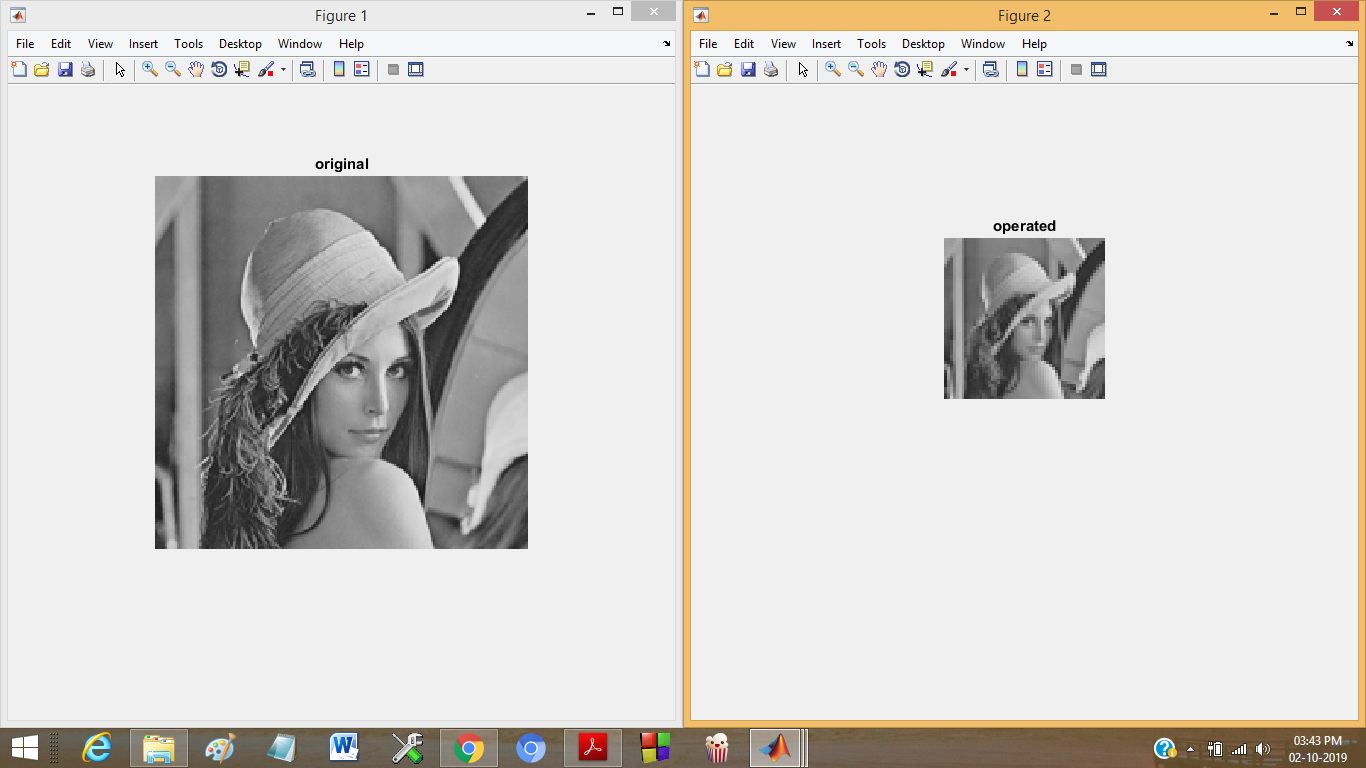 Figure 1
File Edit View Insert Tools Desktop Window Help
original
Figure 2
File Edit View Insert Tools Desktop Window Help
operated
03:43 PM
02-10-2019